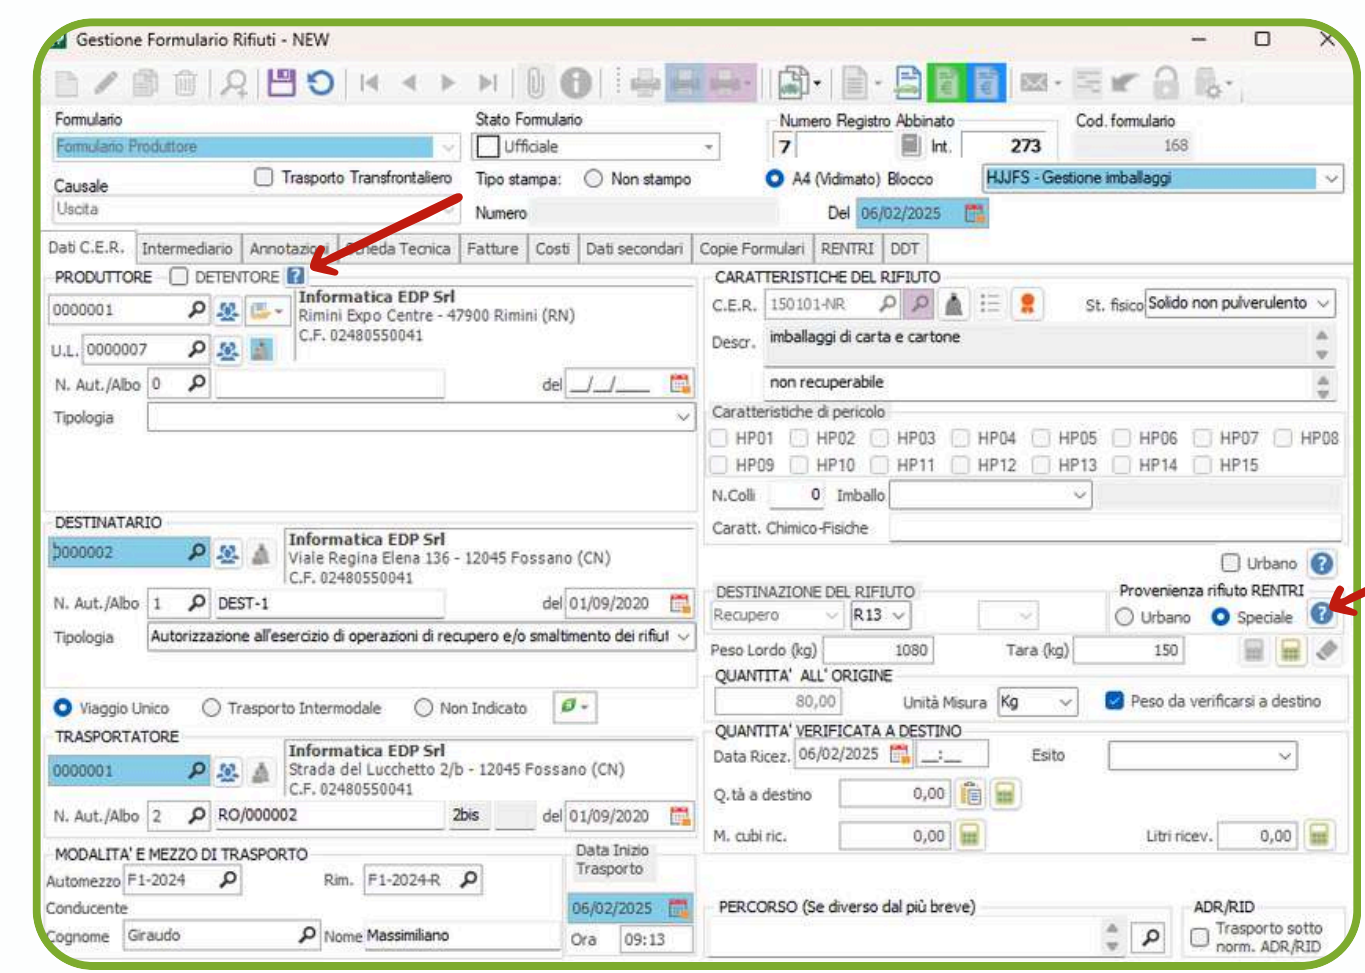 Gestione Formulario Rifiuti - NEW
Formulario
Stato Formulario
Numero Registro Abbinato
Cod. formulario
Formulario Produttore
Ufficiale
7
Int.
273
168
Causale
Trasporto Transfrontaliero
Tipo stampa:
Non stampo
A4 (Vidimato)
Blocco
HJJFS - Gestione imballaggi
Uscita
Numero
Del
06/02/2025
Dati C.E.R.
Intermediario
Annotazioni
Scheda Tecnica
Fatture
Costi
Dati secondari
Copie Formulari
RENTRI
DDT
PRODUTTORE
DETENTORE
0000001
Informatica EDP Srl
Rimini Expo Centre - 47900 Rimini (RN)
C.F. 02480550041
U.L.
0000007
N. Aut./Albo
0
del
__/__/____
Tipologia
DESTINATARIO
0000002
Informatica EDP Srl
Viale Regina Elena 136 - 12045 Fossano (CN)
C.F. 02480550041
N. Aut./Albo
1
DEST-1
del
01/09/2020
Tipologia
Autorizzazione all'esercizio di operazioni di recupero e/o smaltimento dei rifiut
Viaggio Unico
Trasporto Intermodale
Non Indicato
TRASPORTATORE
0000001
Informatica EDP Srl
Strada del Lucchetto 2/b - 12045 Fossano (CN)
C.F. 02480550041
N. Aut./Albo
2
RO/000002
2bis
del
01/09/2020
MODALITA' E MEZZO DI TRASPORTO
Automezzo
F1-2024
Rim.
F1-2024-R
Data Inizio
Trasporto
06/02/2025
Conducente
Cognome
Giraudo
Nome
Massimiliano
Ora
09:13
CARATTERISTICHE DEL RIFIUTO
C.E.R.
150101-NR
St. fisico
Solido non pulverulento
Descr.
imballaggi di carta e cartone
non recuperabile
Caratteristiche di pericolo
HP01
HP02
HP03
HP04
HP05
HP06
HP07
HP08
HP09
HP10
HP11
HP12
HP13
HP14
HP15
N.Colli
0
Imballo
Caratt. Chimico-Fisiche
Urbano
DESTINAZIONE DEL RIFIUTO
Provenienza rifiuto RENTRI
Recupero
R13
Urbano
Speciale
Peso Lordo (kg)
1080
Tara (kg)
150
QUANTITA' ALL' ORIGINE
80,00
Unità Misura
Kg
Peso da verificarsi a destino
QUANTITA' VERIFICATA A DESTINO
Data Ricez.
06/02/2025
__:__
Esito
Q.tà a destino
0,00
M. cubi ric.
0,00
Litri ricev.
0,00
PERCORSO (Se diverso dal più breve)
ADR/RID
Trasporto sotto
norm. ADR/RID